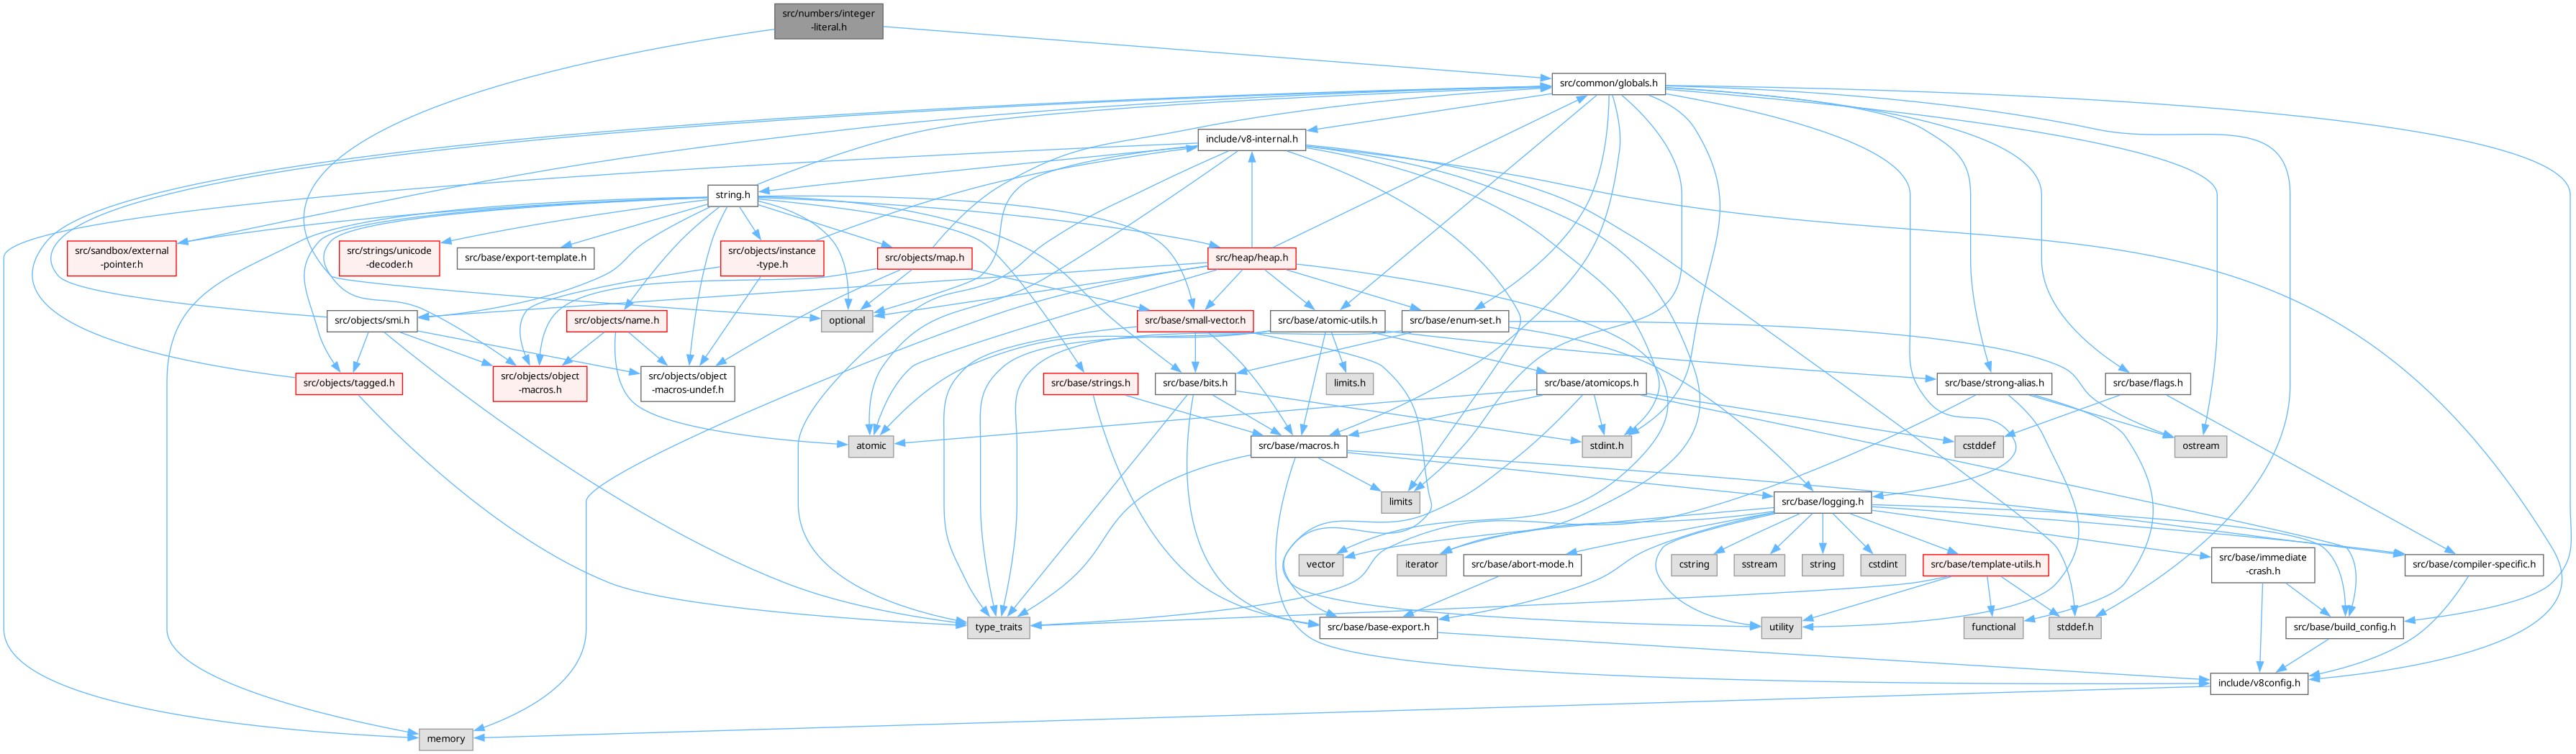 src/numbers/integer
-literal.h
src/common/globals.h
include/v8-internal.h
string.h
src/sandbox/external
-pointer.h
src/strings/unicode
-decoder.h
src/base/export-template.h
src/objects/instance
-type.h
src/objects/map.h
src/heap/heap.h
src/objects/smi.h
src/objects/name.h
optional
src/base/small-vector.h
src/base/atomic-utils.h
src/base/enum-set.h
src/objects/tagged.h
src/objects/object
-macros.h
src/objects/object
-macros-undef.h
src/base/strings.h
src/base/bits.h
limits.h
src/base/atomicops.h
src/base/strong-alias.h
src/base/flags.h
atomic
src/base/macros.h
stdint.h
cstddef
ostream
limits
src/base/logging.h
vector
iterator
src/base/abort-mode.h
cstring
sstream
string
cstdint
src/base/template-utils.h
src/base/immediate
-crash.h
src/base/compiler-specific.h
type_traits
src/base/base-export.h
utility
functional
stddef.h
src/base/build_config.h
include/v8config.h
memory